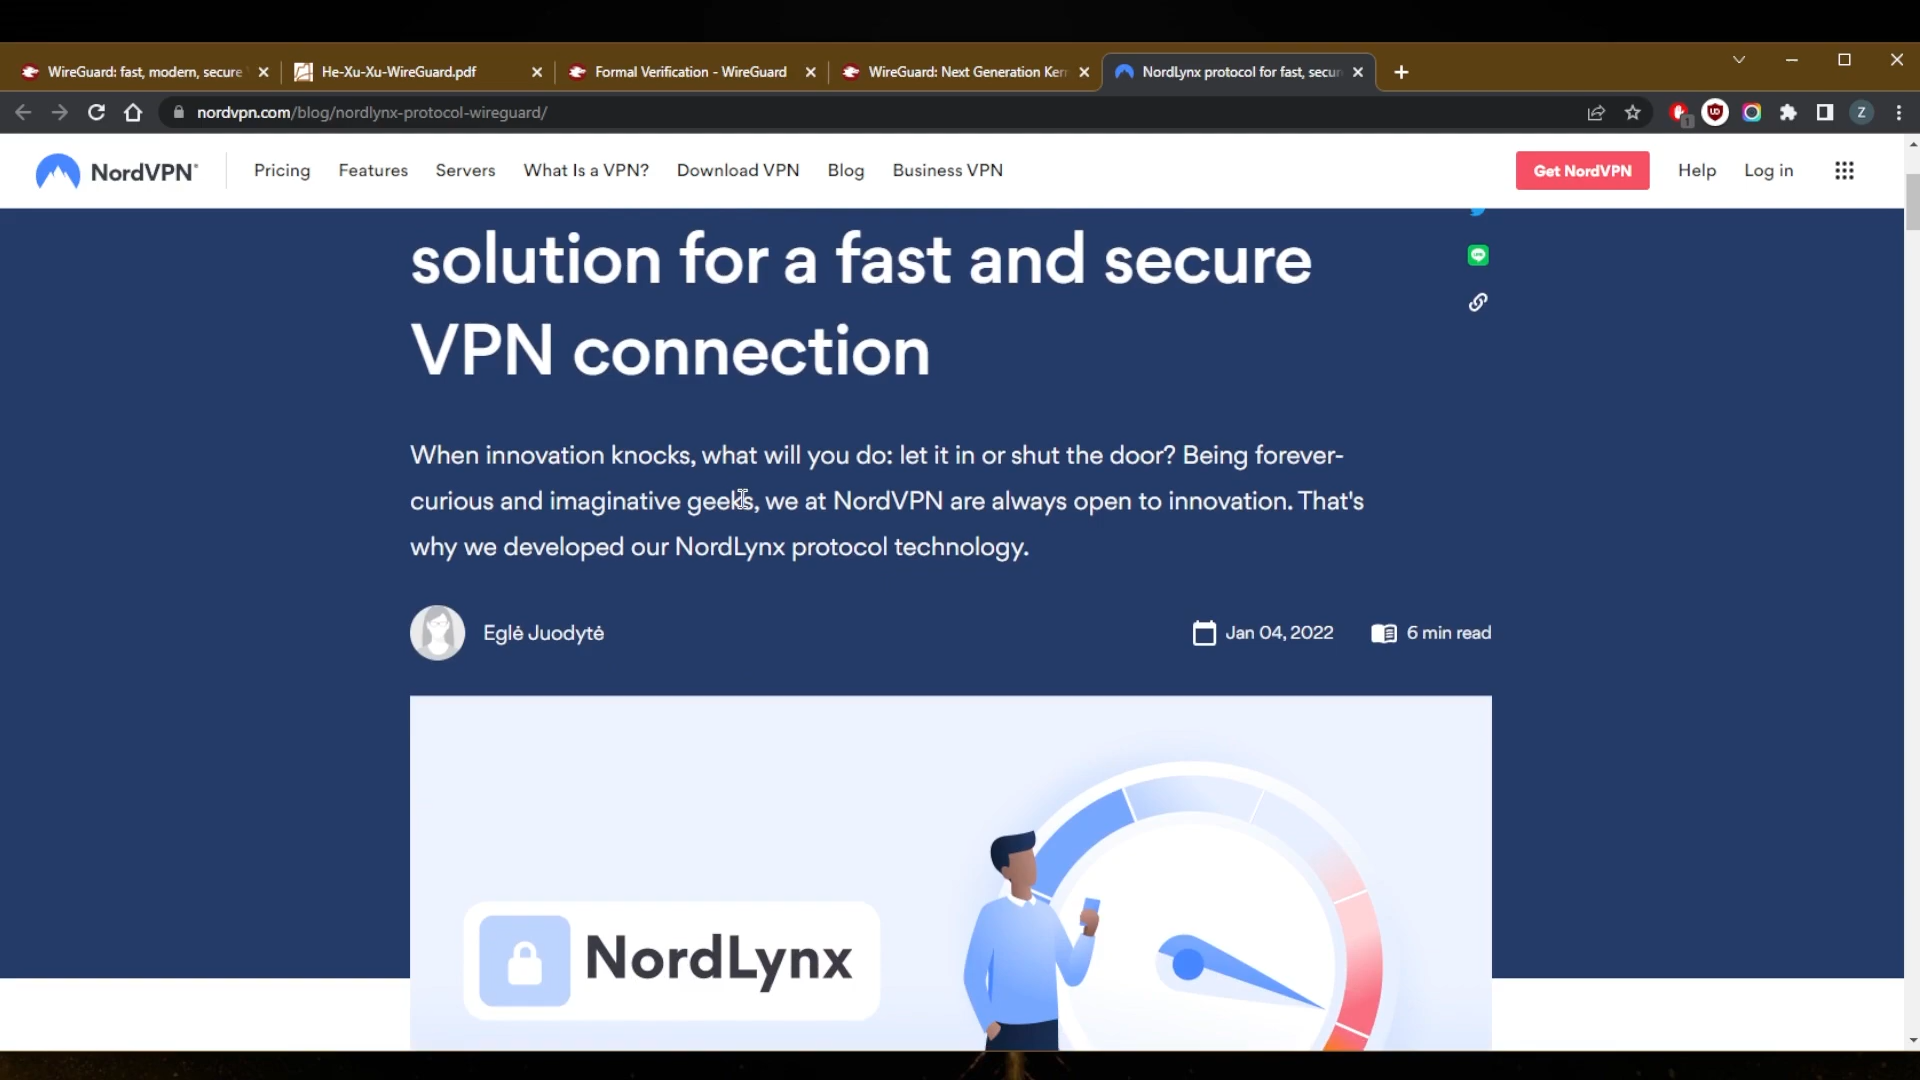 WireGuard: fast, modern, secure
He-Xu-Xu-WireGuard.pdf
Formal Verification - WireGuard
WireGuard: Next Generation Ker
NordLynx protocol for fast, secur
nordvpn.com/blog/nordlynx-protocol-wireguard/
1
Z
NordVPN®
Pricing
Features
Servers
What Is a VPN?
Download VPN
Blog
Business VPN
Get NordVPN
Help
Log in
solution for a fast and secure
VPN connection
When innovation knocks, what will you do: let it in or shut the door? Being forever-
curious and imaginative geeks, we at NordVPN are always open to innovation. That's
why we developed our NordLynx protocol technology.
Eglė Juodytė
Jan 04, 2022
6 min read
NordLynx